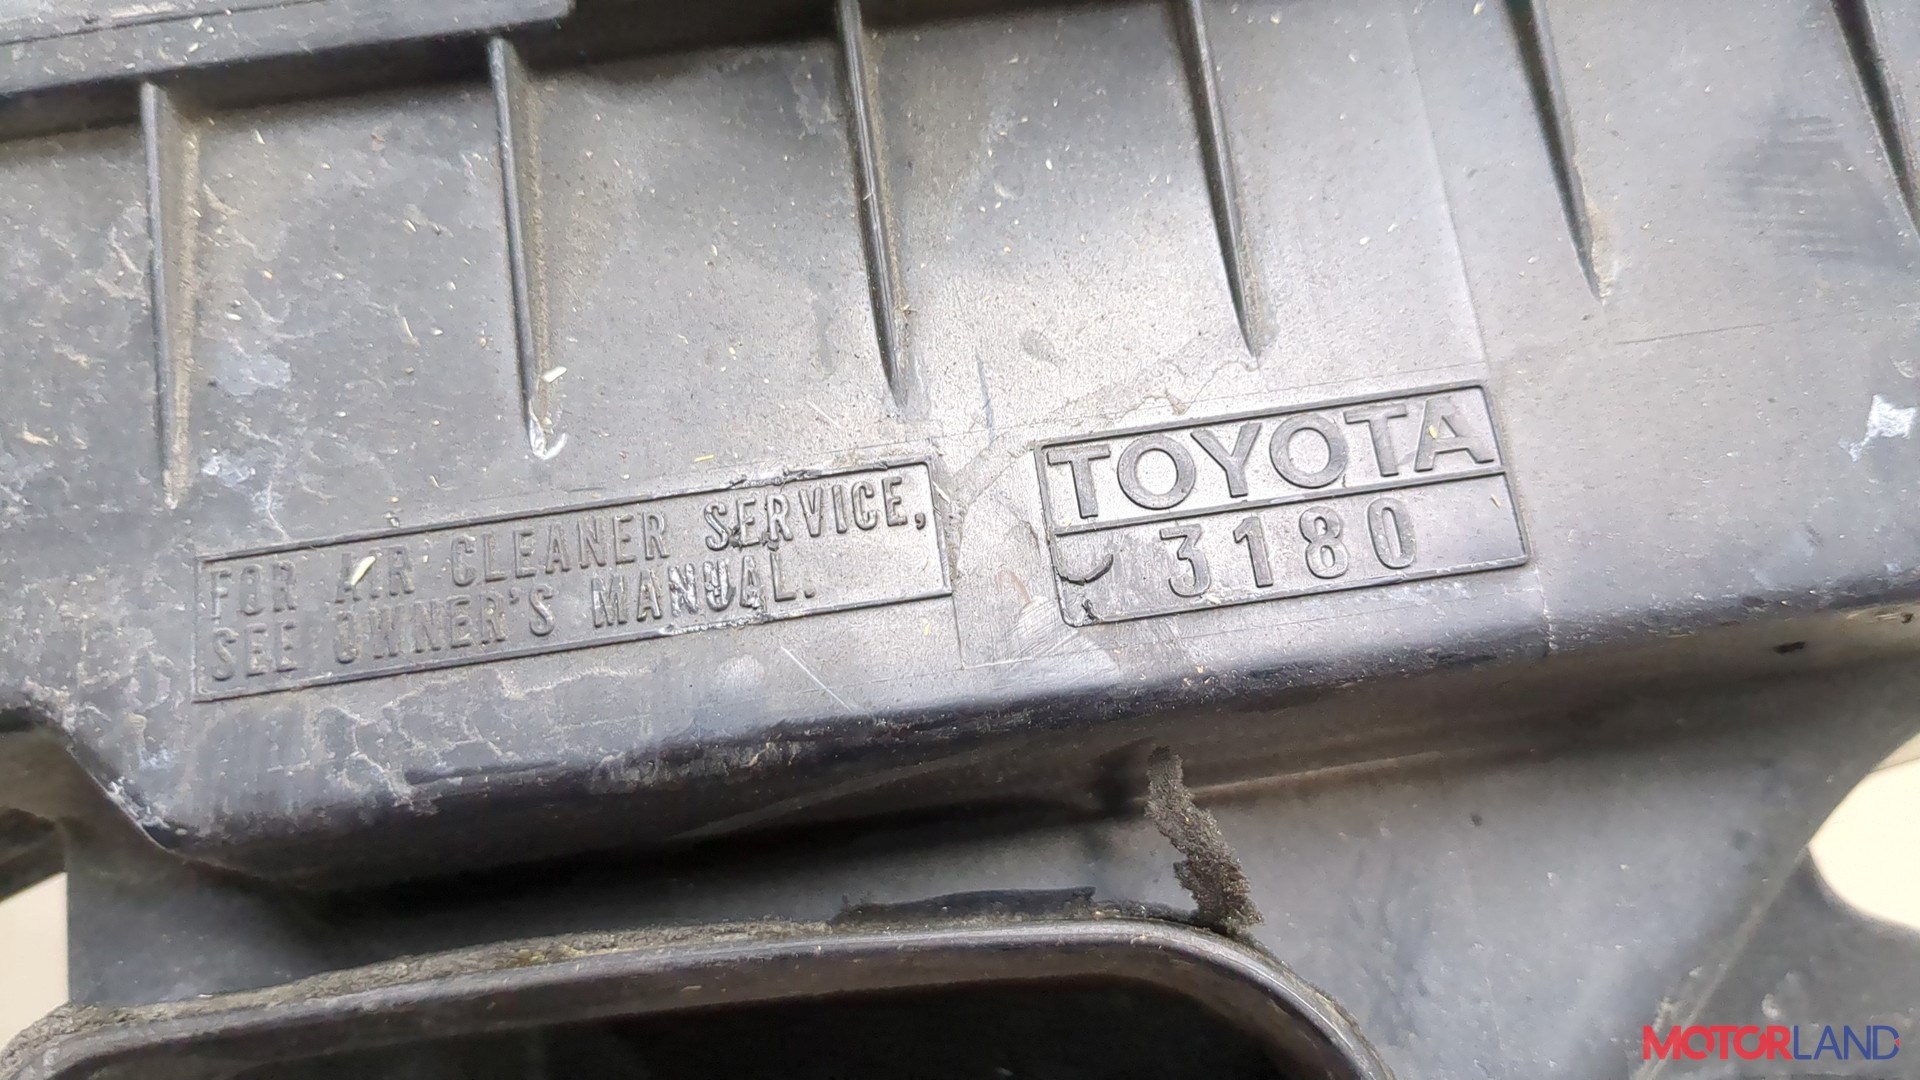 FOR AIR CLEANER SERVICE,
SEE OWNER'S MANUAL.
TOYOTA
3180
MOTORLAND